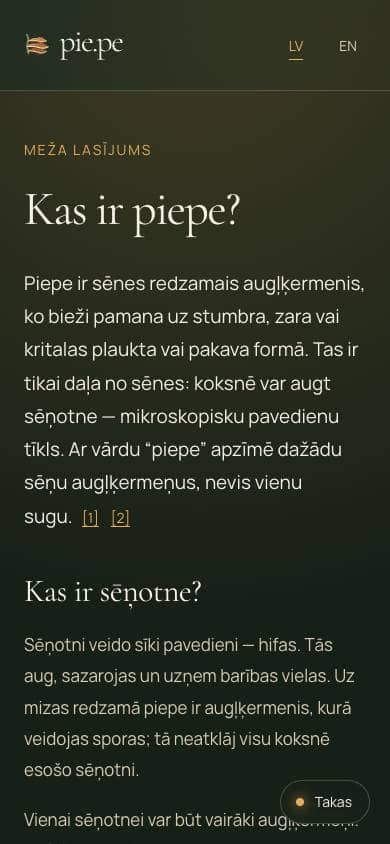 pie.pe
LV EN
MEŽA LASĪJUMS
Kas ir piepe?
Piepe ir sēnes redzamais augļķermenis,
ko bieži pamana uz stumbra, zara vai
kritalas plaukta vai pakava formā. Tas ir
tikai daļa no sēnes: koksnē var augt
sēņotne — mikroskopisku pavedienu
tīkls. Ar vārdu “piepe” apzīmē dažādu
sēņu augļķermeņus, nevis vienu
sugu. [1] [2]
Kas ir sēņotne?
Sēņotni veido sīki pavedieni — hifas. Tās
aug, sazarojas un uzņem barības vielas. Uz
mizas redzamā piepe ir augļķermenis, kurā
veidojas sporas; tā neatklāj visu koksnē
esošo sēņotni.
Takas
Vienai sēņotnei var būt vairāki